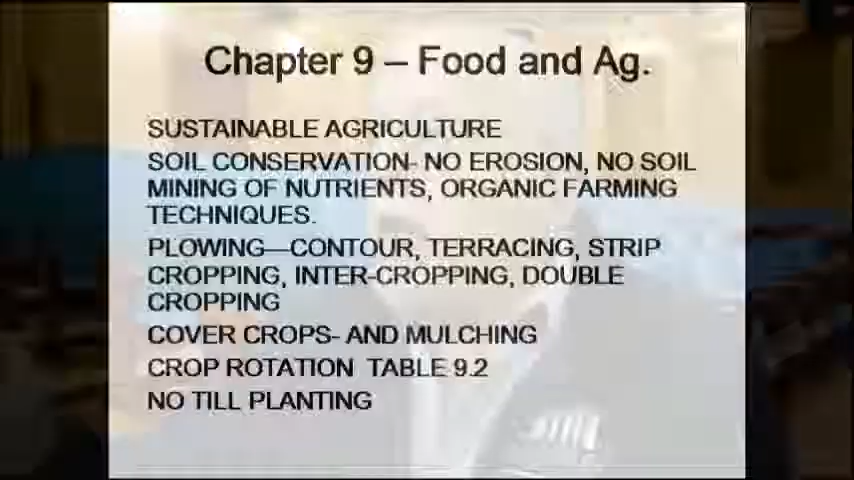 Chapter 9 – Food and Ag.
SUSTAINABLE AGRICULTURE
SOIL CONSERVATION- NO EROSION, NO SOIL
MINING OF NUTRIENTS, ORGANIC FARMING
TECHNIQUES.
PLOWING—CONTOUR, TERRACING, STRIP
CROPPING, INTER-CROPPING, DOUBLE
CROPPING
COVER CROPS- AND MULCHING
CROP ROTATION TABLE 9.2
NO TILL PLANTING